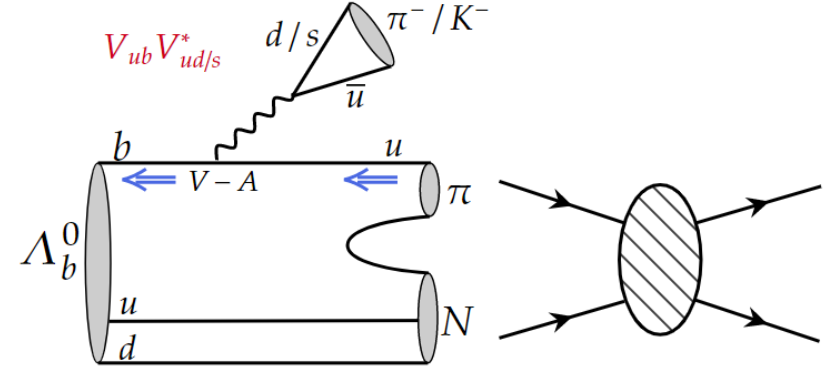 π⁻/K⁻
d/s
V_{ub}V^*_{ud/s}
ū
b
u
V − A
π
Λ_b^0
u
N
d